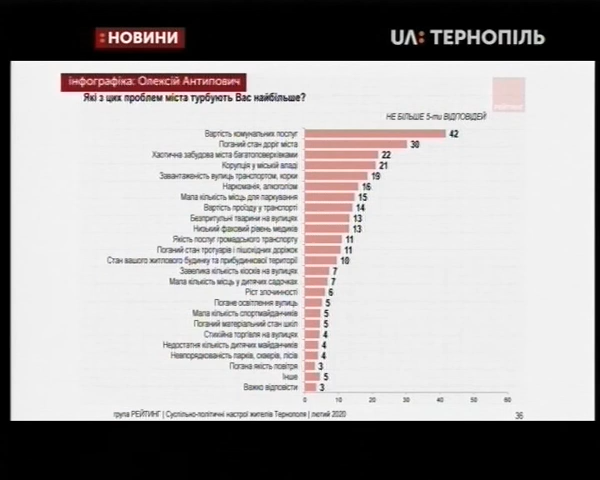 :НОВИНИ
UA: ТЕРНОПІЛЬ
інфографіка: Олексій Антипович
Які з цих проблем міста турбують Вас найбільше?
РЕЙТИНГ
НЕ БІЛЬШЕ 5-ти ВІДПОВІДЕЙ
Вартість комунальних послуг 42
Поганий стан доріг міста 30
Хаотична забудова міста багатоповерхівками 22
Корупція у міській владі 21
Завантаженість вулиць транспортом, корки 19
Наркоманія, алкоголізм 16
Мала кількість місць для паркування 15
Вартість проїзду у транспорті 14
Безпритульні тварини на вулицях 13
Низький фаховий рівень медиків 13
Якість послуг громадського транспорту 11
Поганий стан тротуарів і пішохідних доріжок 11
Стан вашого житлового будинку та прибудинкової території 10
Завелика кількість кіосків на вулицях 7
Мала кількість місць у дитячих садочках 7
Ріст злочинності 6
Погане освітлення вулиць 5
Мала кількість спортмайданчиків 5
Поганий матеріальний стан шкіл 5
Стихійна торгівля на вулицях 4
Недостатня кількість дитячих майданчиків 4
Невпорядкованість парків, скверів, лісів 4
Погана якість повітря 3
Інше 5
Важко відповісти 3
0 10 20 30 40 50 60
група РЕЙТИНГ | Суспільно-політичні настрої жителів Тернополя | лютий 2020
36